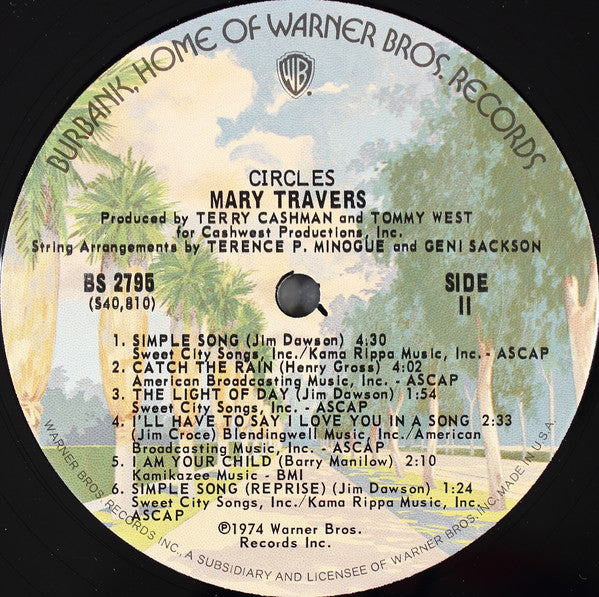 BURBANK, HOME OF WARNER BROS. RECORDS
WB
CIRCLES
MARY TRAVERS
Produced by TERRY CASHMAN and TOMMY WEST
for Cashwest Productions, Inc.
String Arrangements by TERENCE P. MINOGUE and GENI SACKSON
BS 2795
(S40,810)
SIDE
II
1. SIMPLE SONG (Jim Dawson) 4:30
Sweet City Songs, Inc./Kama Rippa Music, Inc. - ASCAP
2. CATCH THE RAIN (Henry Gross) 4:02
American Broadcasting Music, Inc. - ASCAP
3. THE LIGHT OF DAY (Jim Dawson) 1:54
Sweet City Songs, Inc. - ASCAP
4. I'LL HAVE TO SAY I LOVE YOU IN A SONG 2:33
(Jim Croce) Blendingwell Music, Inc./American
Broadcasting Music, Inc. - ASCAP
5. I AM YOUR CHILD (Barry Manilow) 2:10
Kamikazee Music - BMI
6. SIMPLE SONG (REPRISE) (Jim Dawson) 1:24
Sweet City Songs, Inc./Kama Rippa Music, Inc.
ASCAP
℗1974 Warner Bros.
Records Inc.
WARNER BROS. RECORDS INC., A SUBSIDIARY AND LICENSEE OF WARNER BROS. INC. MADE IN U.S.A.